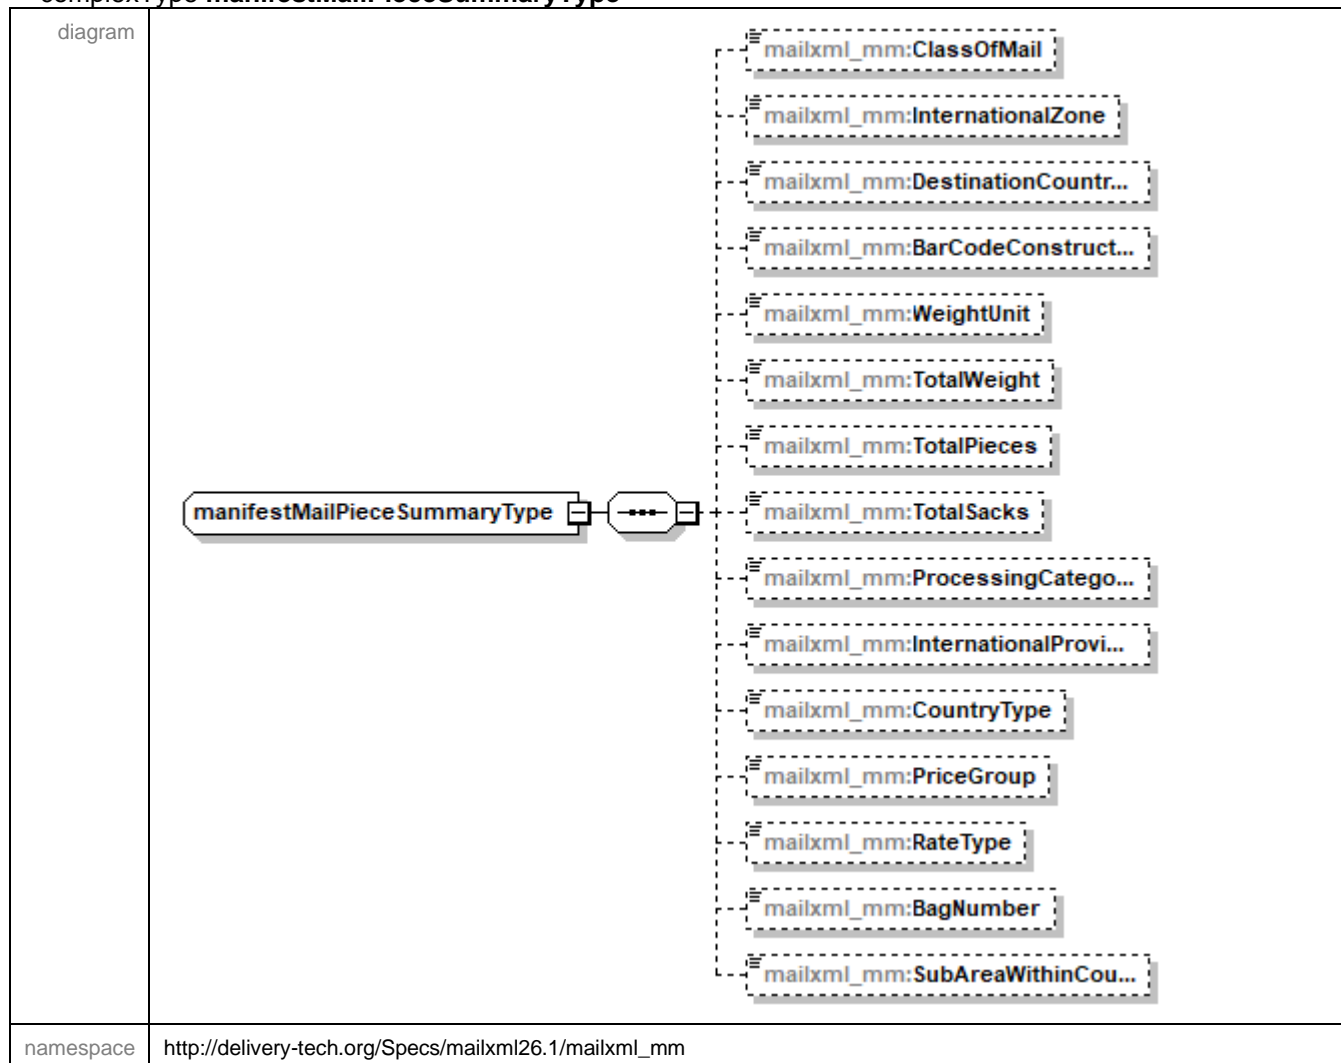 complexType manifestMailPieceSummaryType
diagram
mailxml_mm:ClassOfMail
mailxml_mm:InternationalZone
mailxml_mm:DestinationCountr...
mailxml_mm:BarCodeConstruct...
mailxml_mm:WeightUnit
mailxml_mm:TotalWeight
mailxml_mm:TotalPieces
manifestMailPieceSummaryType
mailxml_mm:TotalSacks
mailxml_mm:ProcessingCatego...
mailxml_mm:InternationalProvi...
mailxml_mm:CountryType
mailxml_mm:PriceGroup
mailxml_mm:RateType
mailxml_mm:BagNumber
mailxml_mm:SubAreaWithinCou...
namespace http://delivery-tech.org/Specs/mailxml26.1/mailxml_mm